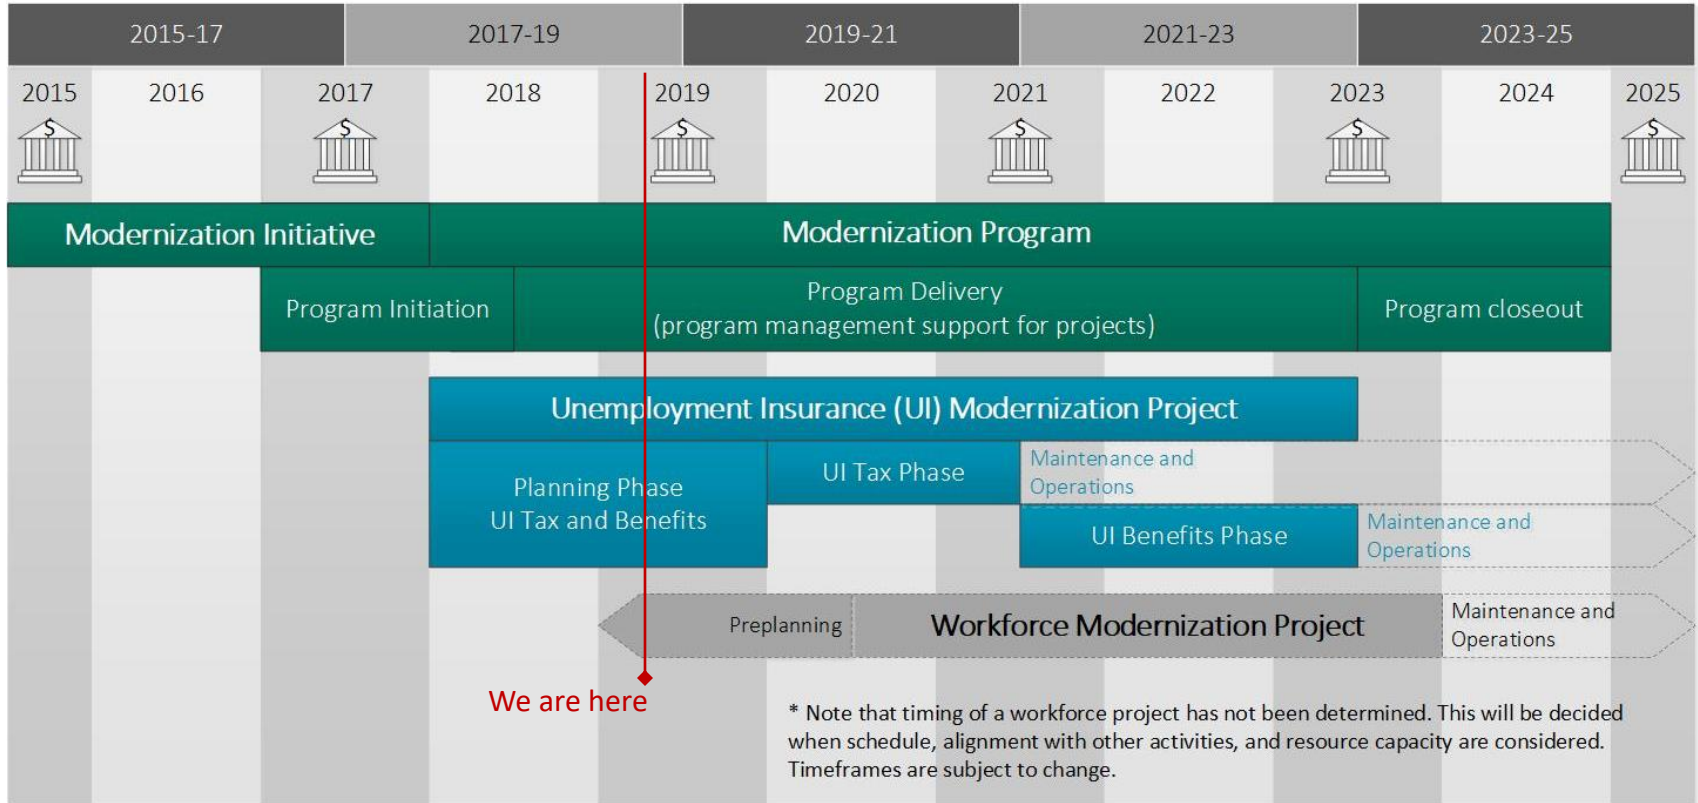 2015-17 2017-19 2019-21 2021-23 2023-25
2015 2016 2017 2018 2019 2020 2021 2022 2023 2024 2025
$ $ $ $ $ $
Modernization Initiative Modernization Program
Program Initiation
Program Delivery
(program management support for projects)
Program closeout
Unemployment Insurance (UI) Modernization Project
Planning Phase
UI Tax and Benefits
UI Tax Phase
Maintenance and
Operations
UI Benefits Phase
Maintenance and
Operations
Preplanning
Workforce Modernization Project
Maintenance and
Operations
We are here
* Note that timing of a workforce project has not been determined. This will be decided
when schedule, alignment with other activities, and resource capacity are considered.
Timeframes are subject to change.